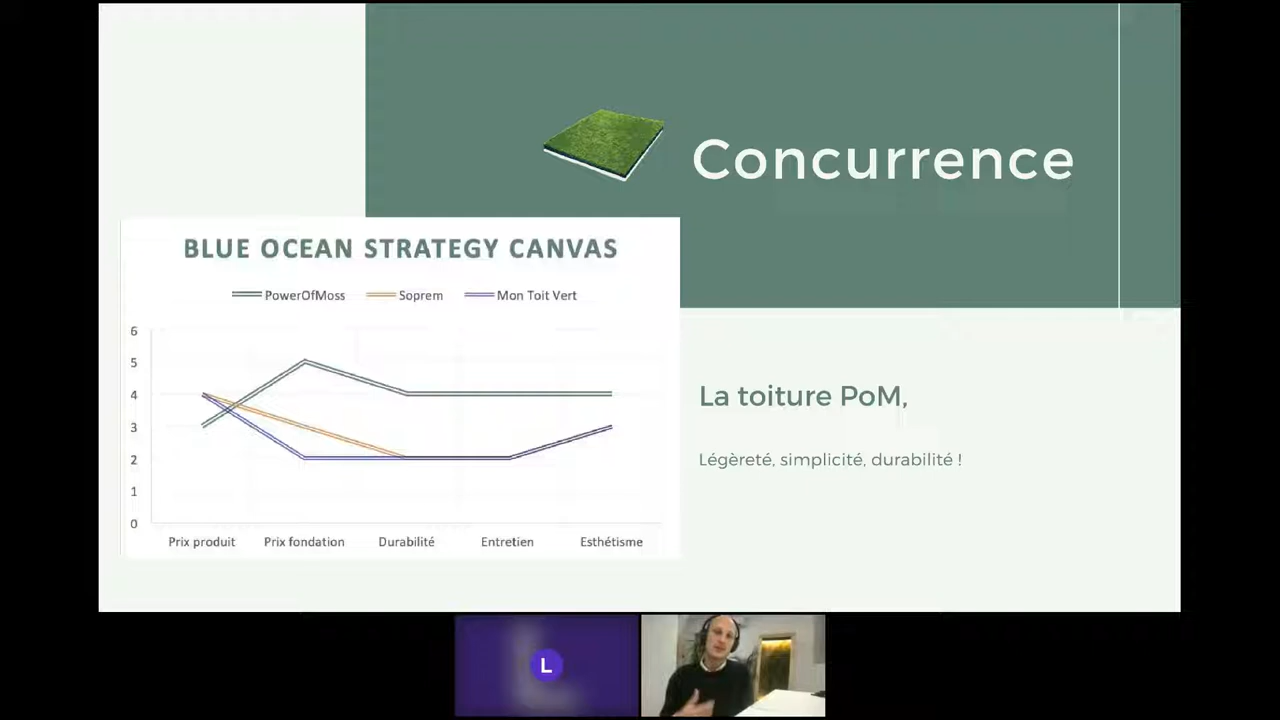 Concurrence
BLUE OCEAN STRATEGY CANVAS
PowerOfMoss Soprem Mon Toit Vert
6
5
4
3
2
1
0
Prix produit Prix fondation Durabilité Entretien Esthétisme
La toiture PoM,
Légèreté, simplicité, durabilité !
L